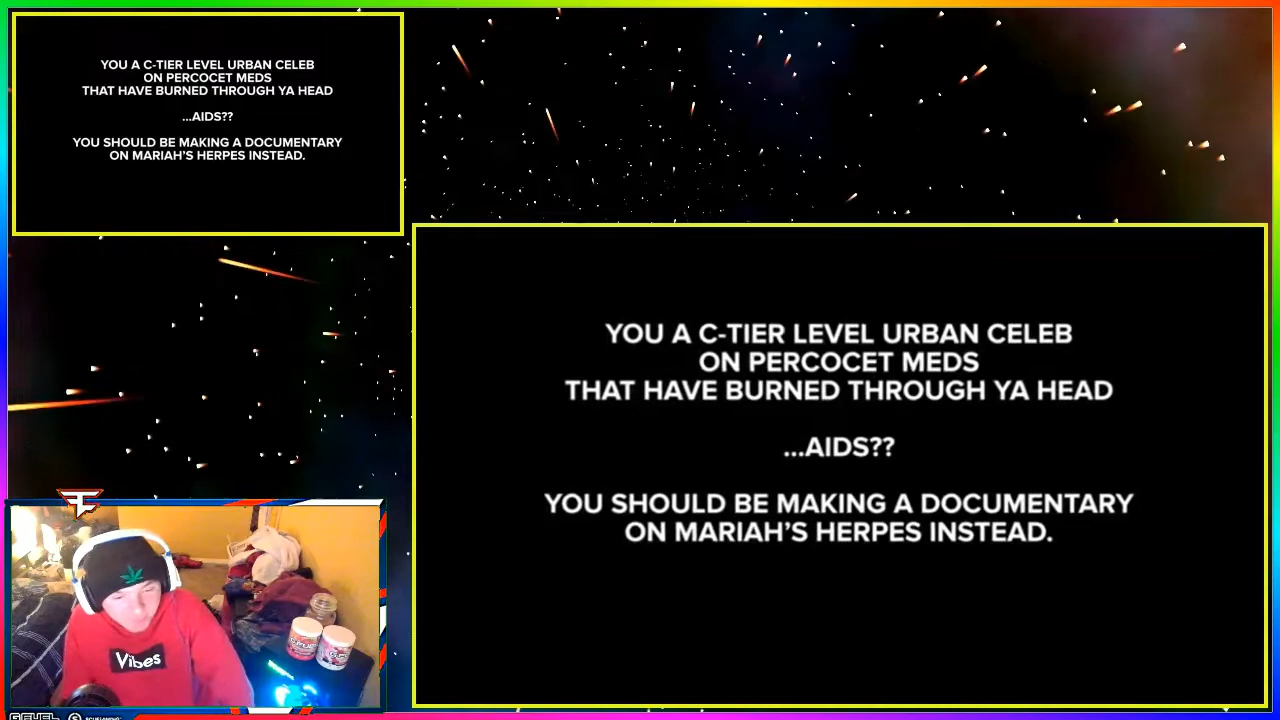 YOU A C-TIER LEVEL URBAN CELEB
ON PERCOCET MEDS
THAT HAVE BURNED THROUGH YA HEAD
...AIDS??
YOU SHOULD BE MAKING A DOCUMENTARY
ON MARIAH'S HERPES INSTEAD.
YOU A C-TIER LEVEL URBAN CELEB
ON PERCOCET MEDS
THAT HAVE BURNED THROUGH YA HEAD
...AIDS??
YOU SHOULD BE MAKING A DOCUMENTARY
ON MARIAH'S HERPES INSTEAD.
Vibes
GFUEL